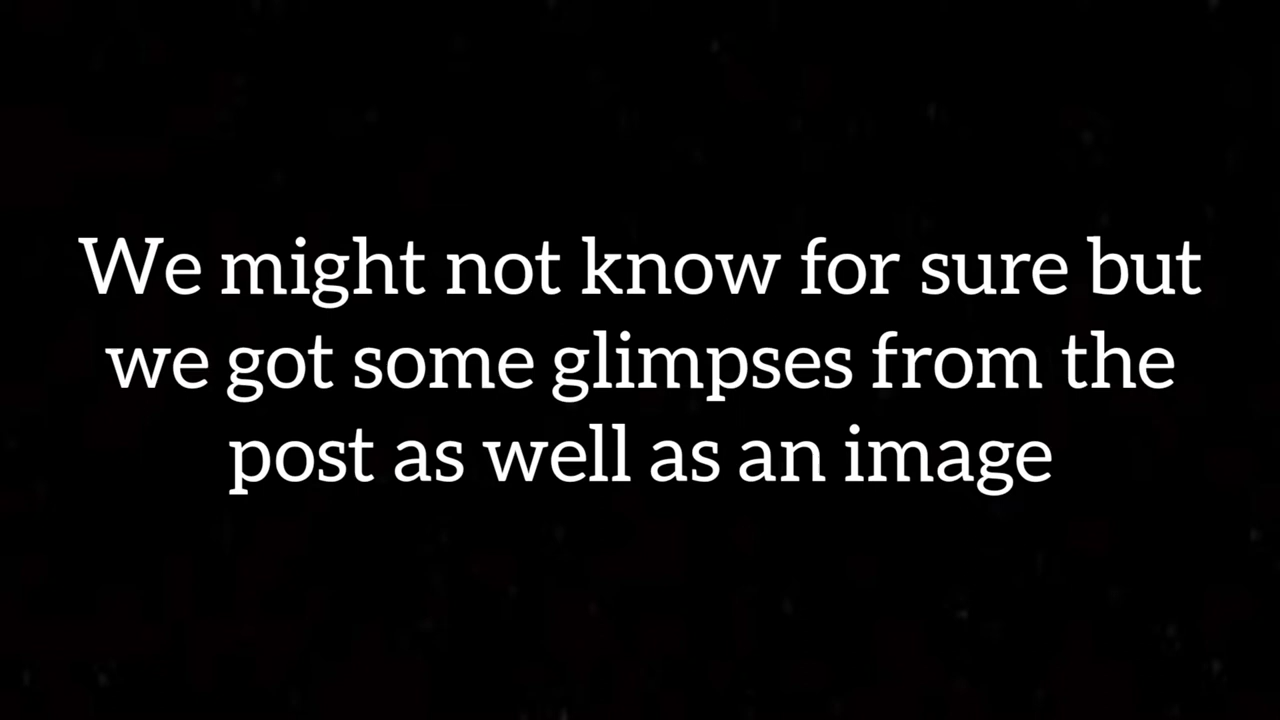 We might not know for sure but
we got some glimpses from the
post as well as an image